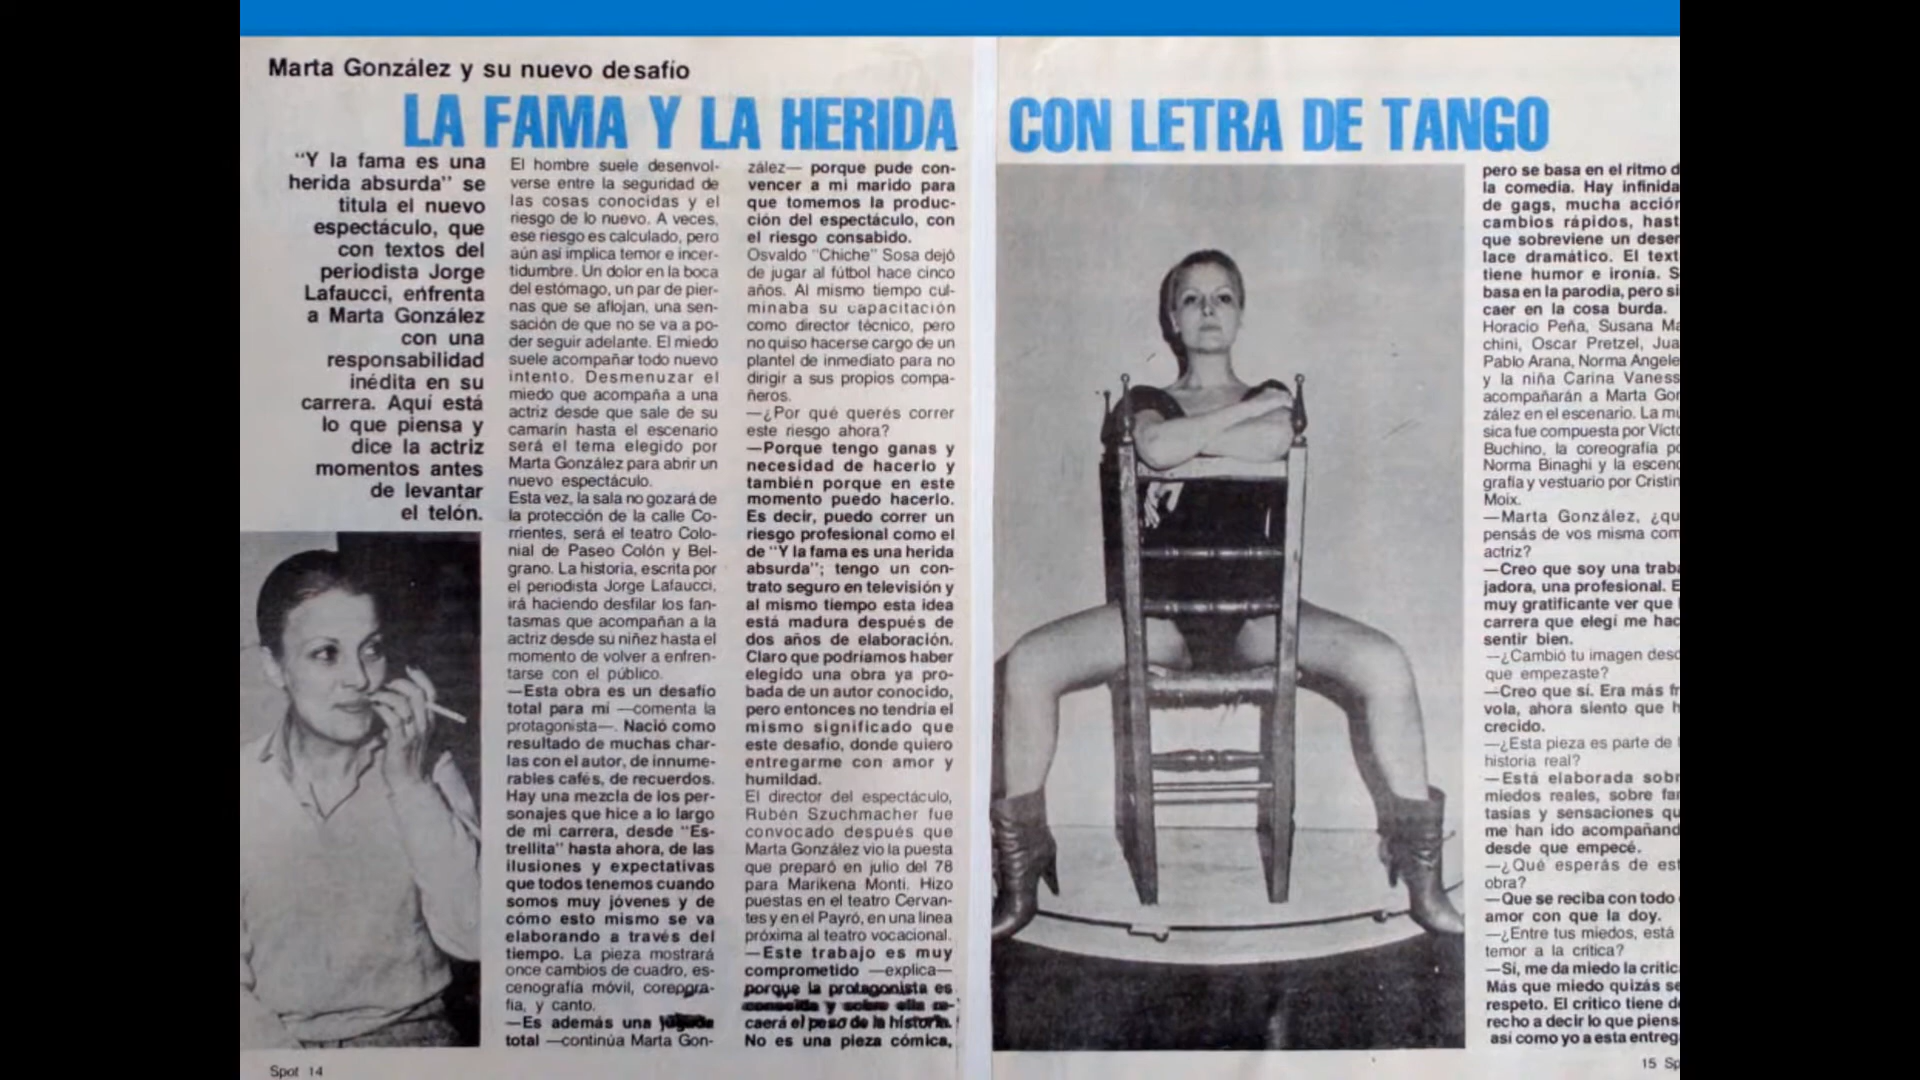 Marta González y su nuevo desafío
LA FAMA Y LA HERIDA CON LETRA DE TANGO
"Y la fama es una
herida absurda" se
titula el nuevo
espectáculo, que
con textos del
periodista Jorge
Lafaucci, enfrenta
a Marta González
con una
responsabilidad
inédita en su
carrera. Aquí está
lo que piensa y
dice la actriz
momentos antes
de levantar
el telón.
El hombre suele desenvol-
verse entre la seguridad de
las cosas conocidas y el
riesgo de lo nuevo. A veces,
ese riesgo es calculado, pero
aún así implica temor e incer-
tidumbre. Un dolor en la boca
del estómago, un par de pier-
nas que se aflojan, una sen-
sación de que no se va a po-
der seguir adelante. El miedo
suele acompañar todo nuevo
intento. Desmenuzar el
miedo que acompaña a una
actriz desde que sale de su
camarín hasta el escenario
será el tema elegido por
Marta González para abrir un
nuevo espectáculo.
Esta vez, la sala no gozará de
la protección de la calle Co-
rrientes, será el teatro Colo-
nial de Paseo Colón y Bel-
grano. La historia, escrita por
el periodista Jorge Lafaucci,
irá haciendo desfilar los fan-
tasmas que acompañan a la
actriz desde su niñez hasta el
momento de volver a enfren-
tarse con el público.
—Esta obra es un desafío
total para mí —comenta la
protagonista—. Nació como
resultado de muchas char-
las con el autor, de innume-
rables cafés, de recuerdos.
Hay una mezcla de los per-
sonajes que hice a lo largo
de mi carrera, desde "Es-
trellita" hasta ahora, de las
ilusiones y expectativas
que todos tenemos cuando
somos muy jóvenes y de
cómo esto mismo se va
elaborando a través del
tiempo. La pieza mostrará
once cambios de cuadro, es-
cenografía móvil, coreogra-
fía, y canto.
—Es además una jugada
total —continúa Marta Gon-
zález— porque pude con-
vencer a mi marido para
que tomemos la produc-
ción del espectáculo, con
el riesgo consabido.
Osvaldo "Chiche" Sosa dejó
de jugar al fútbol hace cinco
años. Al mismo tiempo cul-
minaba su capacitación
como director técnico, pero
no quiso hacerse cargo de un
plantel de inmediato para no
dirigir a sus propios compa-
ñeros.
—¿Por qué querés correr
este riesgo ahora?
—Porque tengo ganas y
necesidad de hacerlo y
también porque en este
momento puedo hacerlo.
Es decir, puedo correr un
riesgo profesional como el
de "Y la fama es una herida
absurda"; tengo un con-
trato seguro en televisión y
al mismo tiempo esta idea
está madura después de
dos años de elaboración.
Claro que podríamos haber
elegido una obra ya pro-
bada de un autor conocido,
pero entonces no tendría el
mismo significado que
este desafío, donde quiero
entregarme con amor y
humildad.
El director del espectáculo,
Rubén Szuchmacher fue
convocado después que
Marta González vio la puesta
que preparó en julio del 78
para Marikena Monti. Hizo
puestas en el teatro Cervan-
tes y en el Payró, en una línea
próxima al teatro vocacional.
—Este trabajo es muy
comprometido —explica—
porque la protagonista es
conocida y sobre ella re-
caerá el peso de la historia.
No es una pieza cómica,
pero se basa en el ritmo d
la comedia. Hay infinida
de gags, mucha acción
cambios rápidos, hast
que sobreviene un desen
lace dramático. El text
tiene humor e ironía. S
basa en la parodia, pero si
caer en la cosa burda.
Horacio Peña, Susana Ma
chini, Oscar Pretzel, Jua
Pablo Arana, Norma Angele
y la niña Carina Vaness
acompañarán a Marta Gon
zález en el escenario. La mú
sica fue compuesta por Vícto
Buchino, la coreografía po
Norma Binaghi y la esceno
grafía y vestuario por Cristin
Moix.
—Marta González, ¿qu
pensás de vos misma com
actriz?
—Creo que soy una traba
jadora, una profesional. E
muy gratificante ver que l
carrera que elegí me hac
sentir bien.
—¿Cambió tu imagen desd
que empezaste?
—Creo que sí. Era más fr
vola, ahora siento que h
crecido.
—¿Esta pieza es parte de l
historia real?
—Está elaborada sobr
miedos reales, sobre fan
tasías y sensaciones qu
me han ido acompañand
desde que empecé.
—¿Qué esperás de est
obra?
—Que se reciba con todo
amor con que la doy.
—¿Entre tus miedos, está
temor a la crítica?
—Sí, me da miedo la crític
Más que miedo quizás se
respeto. El crítico tiene de
recho a decir lo que piens
así como yo a esta entreg
Spot 14
15 Sp